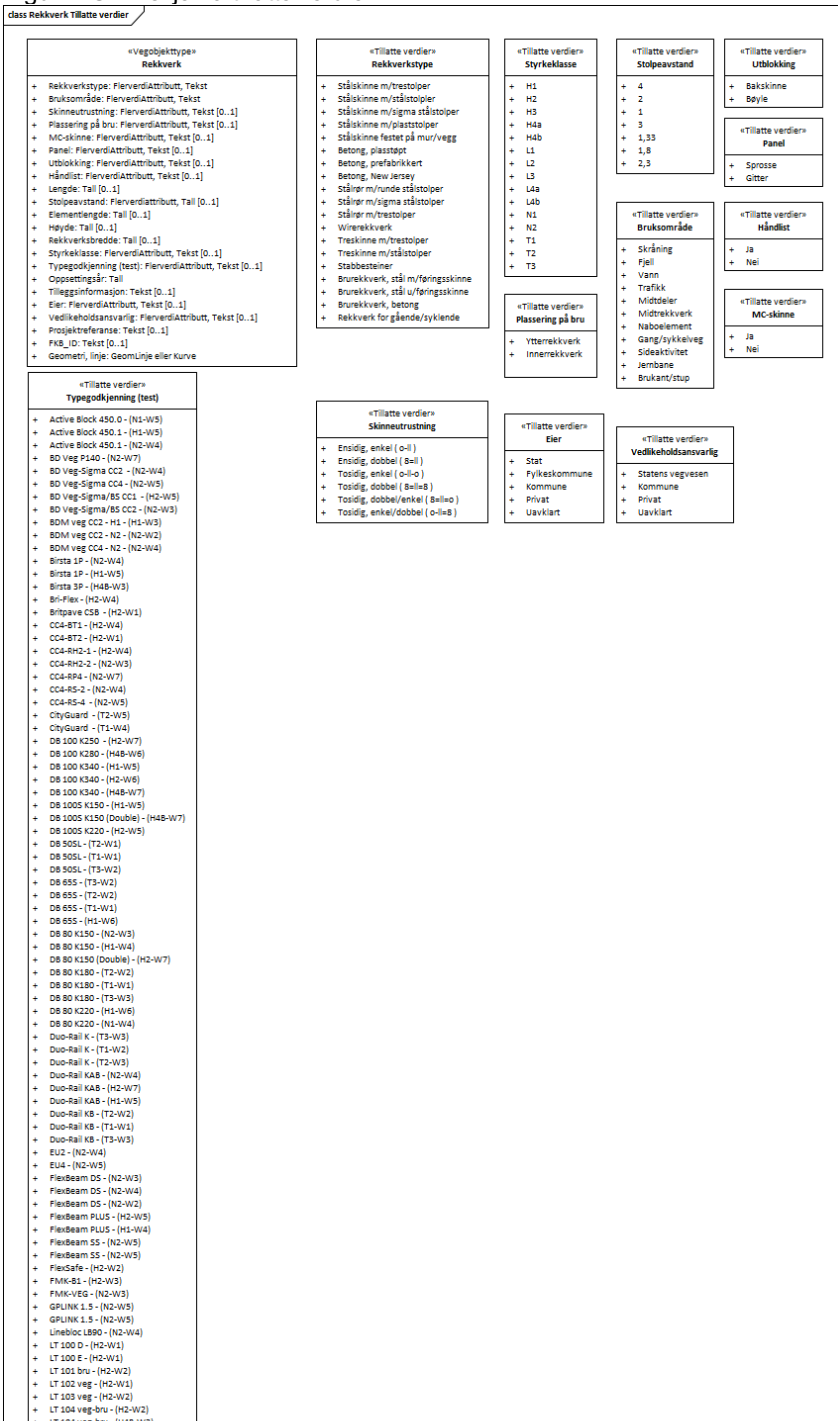 class Rekkverk Tillatte verdier
«Vegobjekttype»
Rekkverk
+ Rekkverkstype: FlerverdiAttributt, Tekst
+ Bruksområde: FlerverdiAttributt, Tekst
+ Skinneutrustning: FlerverdiAttributt, Tekst [0..1]
+ Plassering på bru: FlerverdiAttributt, Tekst [0..1]
+ MC-skinne: FlerverdiAttributt, Tekst [0..1]
+ Panel: FlerverdiAttributt, Tekst [0..1]
+ Utblokking: FlerverdiAttributt, Tekst [0..1]
+ Håndlist: FlerverdiAttributt, Tekst [0..1]
+ Lengde: Tall [0..1]
+ Stolpeavstand: Flerverdiattributt, Tall [0..1]
+ Elementlengde: Tall [0..1]
+ Høyde: Tall [0..1]
+ Rekkverksbredde: Tall [0..1]
+ Styrkeklasse: FlerverdiAttributt, Tekst [0..1]
+ Typegodkjenning (test): FlerverdiAttributt, Tekst [0..1]
+ Oppsettingsår: Tall
+ Tilleggsinformasjon: Tekst [0..1]
+ Eier: FlerverdiAttributt, Tekst [0..1]
+ Vedlikeholdsansvarlig: FlerverdiAttributt, Tekst [0..1]
+ Prosjektreferanse: Tekst [0..1]
+ FKB_ID: Tekst [0..1]
+ Geometri, linje: GeomLinje eller Kurve
«Tillatte verdier»
Rekkverkstype
+ Stålskinne m/trestolper
+ Stålskinne m/stålstolpler
+ Stålskinne m/sigma stålstolper
+ Stålskinne m/plaststolper
+ Stålskinne festet på mur/vegg
+ Betong, plasstøpt
+ Betong, prefabrikkert
+ Betong, New Jersey
+ Stålrør m/runde stålstolper
+ Stålrør m/sigma stålstolper
+ Stålrør m/trestolper
+ Wirerekkverk
+ Treskinne m/trestolper
+ Treskinne m/stålstolper
+ Stabbesteiner
+ Brurekkverk, stål m/føringsskinne
+ Brurekkverk, stål u/føringsskinne
+ Brurekkverk, betong
+ Rekkverk for gående/syklende
«Tillatte verdier»
Styrkeklasse
+ H1
+ H2
+ H3
+ H4a
+ H4b
+ L1
+ L2
+ L3
+ L4a
+ L4b
+ N1
+ N2
+ T1
+ T2
+ T3
«Tillatte verdier»
Stolpeavstand
+ 4
+ 2
+ 1
+ 3
+ 1,33
+ 1,8
+ 2,3
«Tillatte verdier»
Utblokking
+ Bakskinne
+ Bøyle
«Tillatte verdier»
Panel
+ Sprosse
+ Gitter
«Tillatte verdier»
Bruksområde
+ Skråning
+ Fjell
+ Vann
+ Trafikk
+ Midtdeler
+ Midtrekkverk
+ Naboelement
+ Gang/sykkelveg
+ Sideaktivitet
+ Jernbane
+ Brukant/stup
«Tillatte verdier»
Håndlist
+ Ja
+ Nei
«Tillatte verdier»
Plassering på bru
+ Ytterrekkverk
+ Innerrekkverk
«Tillatte verdier»
MC-skinne
+ Ja
+ Nei
«Tillatte verdier»
Skinneutrustning
+ Ensidig, enkel ( o-ll )
+ Ensidig, dobbel ( 8=ll )
+ Tosidig, enkel ( o-ll-o )
+ Tosidig, dobbel ( 8=ll=8 )
+ Tosidig, dobbel/enkel ( 8=ll=o )
+ Tosidig, enkel/dobbel ( o-ll=8 )
«Tillatte verdier»
Eier
+ Stat
+ Fylkeskommune
+ Kommune
+ Privat
+ Uavklart
«Tillatte verdier»
Vedlikeholdsansvarlig
+ Statens vegvesen
+ Kommune
+ Privat
+ Uavklart
«Tillatte verdier»
Typegodkjenning (test)
+ Active Block 450.0 - (N1-W5)
+ Active Block 450.1 - (H1-W5)
+ Active Block 450.1 - (N2-W4)
+ BD Veg P140 - (N2-W7)
+ BD Veg-Sigma CC2 - (N2-W4)
+ BD Veg-Sigma CC4 - (N2-W5)
+ BD Veg-Sigma/BS CC1 - (H2-W5)
+ BD Veg-Sigma/BS CC2 - (N2-W3)
+ BDM veg CC2 - H1 - (H1-W3)
+ BDM veg CC2 - N2 - (N2-W2)
+ BDM veg CC4 - N2 - (N2-W4)
+ Birsta 1P - (N2-W4)
+ Birsta 1P - (H1-W5)
+ Birsta 3P - (H4B-W3)
+ Bri-Flex - (H2-W4)
+ Britpave CSB - (H2-W1)
+ CC4-BT1 - (H2-W4)
+ CC4-BT2 - (H2-W1)
+ CC4-RH2-1 - (H2-W4)
+ CC4-RH2-2 - (N2-W3)
+ CC4-RP4 - (N2-W7)
+ CC4-RS-2 - (N2-W4)
+ CC4-RS-4 - (N2-W5)
+ CityGuard - (T2-W5)
+ CityGuard - (T1-W4)
+ DB 100 K250 - (H2-W7)
+ DB 100 K280 - (H4B-W6)
+ DB 100 K340 - (H1-W5)
+ DB 100 K340 - (H2-W6)
+ DB 100 K340 - (H4B-W7)
+ DB 100S K150 - (H1-W5)
+ DB 100S K150 (Double) - (H4B-W7)
+ DB 100S K220 - (H2-W5)
+ DB 50SL - (T2-W1)
+ DB 50SL - (T1-W1)
+ DB 50SL - (T3-W2)
+ DB 65S - (T3-W2)
+ DB 65S - (T2-W2)
+ DB 65S - (T1-W1)
+ DB 65S - (H1-W6)
+ DB 80 K150 - (N2-W3)
+ DB 80 K150 - (H1-W4)
+ DB 80 K150 (Double) - (H2-W7)
+ DB 80 K180 - (T2-W2)
+ DB 80 K180 - (T1-W1)
+ DB 80 K180 - (T3-W3)
+ DB 80 K220 - (H1-W6)
+ DB 80 K220 - (N1-W4)
+ Duo-Rail K - (T3-W3)
+ Duo-Rail K - (T1-W2)
+ Duo-Rail K - (T2-W3)
+ Duo-Rail KAB - (N2-W4)
+ Duo-Rail KAB - (H2-W7)
+ Duo-Rail KAB - (H1-W5)
+ Duo-Rail KB - (T2-W2)
+ Duo-Rail KB - (T1-W1)
+ Duo-Rail KB - (T3-W3)
+ EU2 - (N2-W4)
+ EU4 - (N2-W5)
+ FlexBeam DS - (N2-W3)
+ FlexBeam DS - (N2-W4)
+ FlexBeam DS - (N2-W2)
+ FlexBeam PLUS - (H2-W5)
+ FlexBeam PLUS - (H1-W4)
+ FlexBeam SS - (N2-W5)
+ FlexBeam SS - (N2-W5)
+ FlexSafe - (H2-W2)
+ FMK-B1 - (H2-W3)
+ FMK-VEG - (N2-W3)
+ GPLINK 1.5 - (N2-W5)
+ GPLINK 1.5 - (N2-W5)
+ Linebloc LB90 - (N2-W4)
+ LT 100 D - (H2-W1)
+ LT 100 E - (H2-W1)
+ LT 101 bru - (H2-W2)
+ LT 102 veg - (H2-W1)
+ LT 103 veg - (H2-W2)
+ LT 104 veg-bru - (H2-W2)